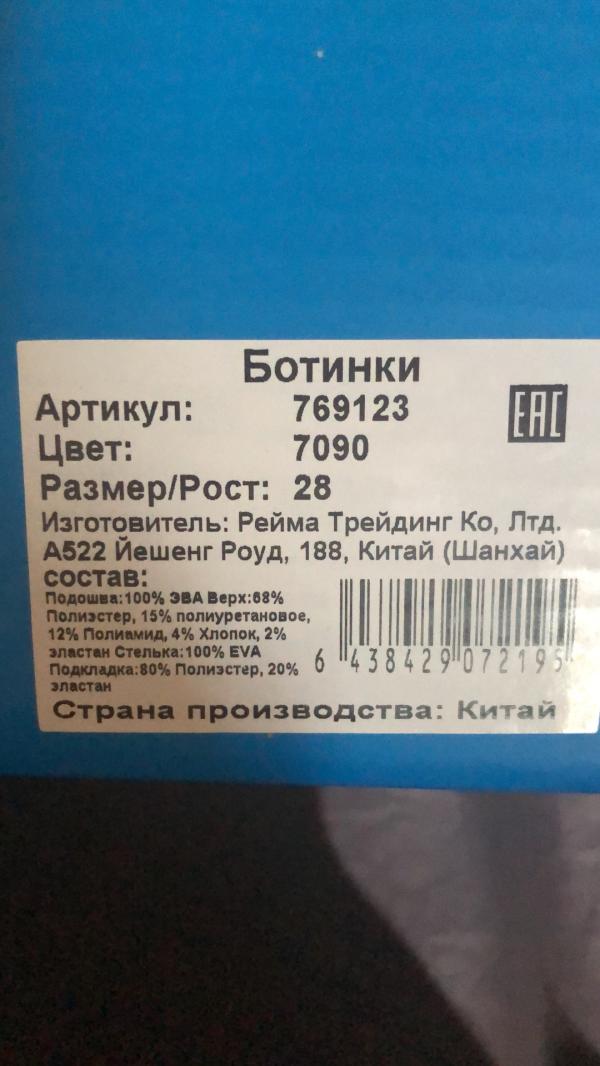 Ботинки
Артикул: 769123
EAC
Цвет: 7090
Размер/Рост: 28
Изготовитель: Рейма Трейдинг Ко, Лтд.
А522 Йешенг Роуд, 188, Китай (Шанхай)
состав:
Подошва:100% ЭВА Верх:68%
Полиэстер, 15% полиуретановое,
12% Полиамид, 4% Хлопок, 2%
эластан Стелька:100% EVA
Подкладка:80% Полиэстер, 20%
эластан
6 438429 072195
Страна производства: Китай